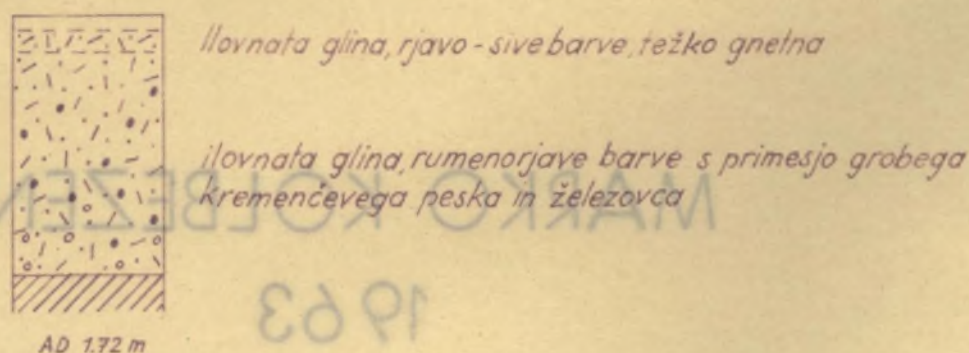 Ilovnata glina, rjavo-sive barve, težko gnetna
ilovnata glina, rumenorjave barve s primesjo grobega
kremenčevega peska in železovca
MARKO KOLBEZEN
1963
AD 1.72 m